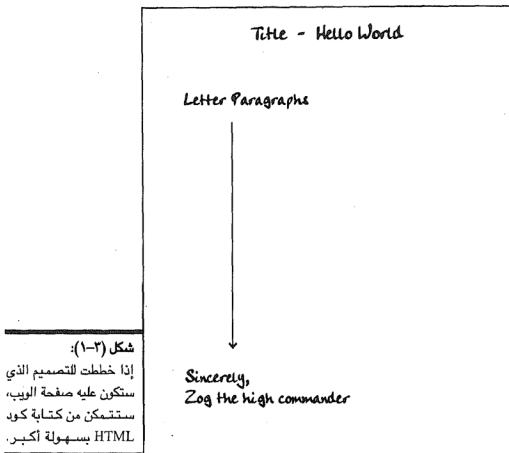 Title - Hello World
Letter Paragraphs
Sincerely,
Zog the high commander
شكل (٣-١):
إذا خططت للتصميم الذي
ستكون عليه صفحة الويب،
ستتمكن من كتابة كود
HTML بسهولة أكبر.